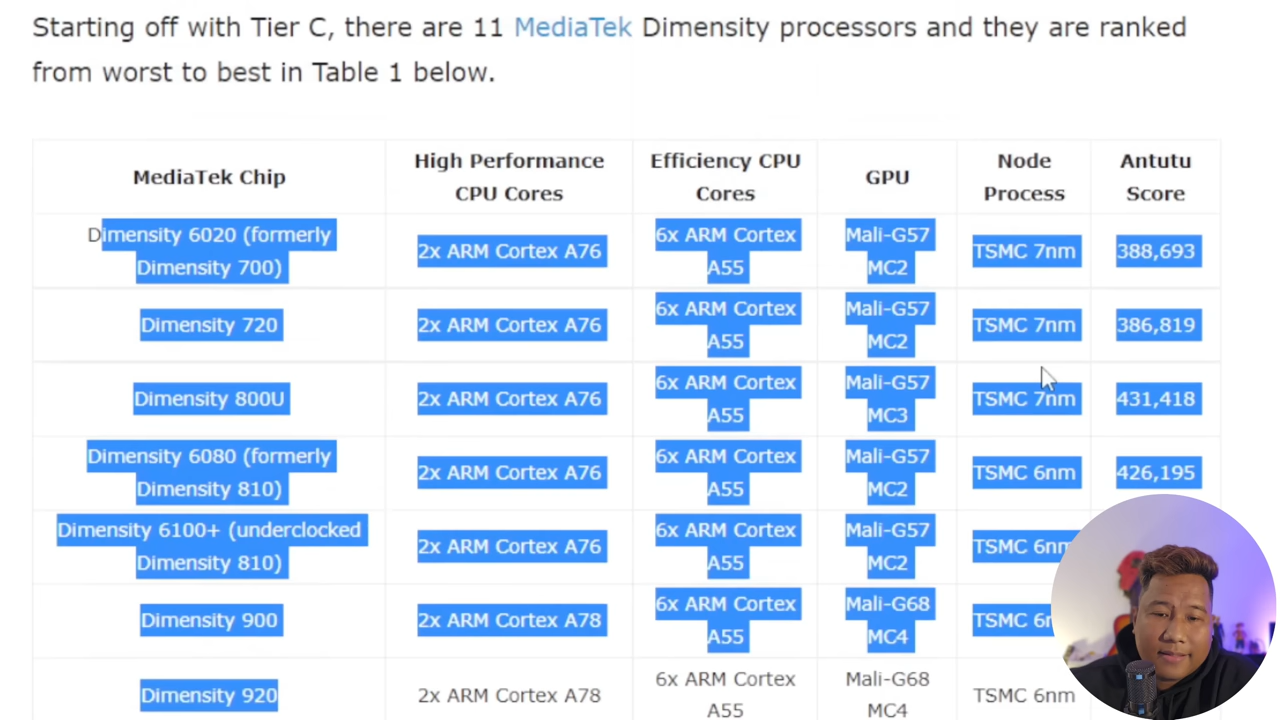 Starting off with Tier C, there are 11 MediaTek Dimensity processors and they are ranked
from worst to best in Table 1 below.
MediaTek Chip
High Performance
CPU Cores
Efficiency CPU
Cores
GPU
Node
Process
Antutu
Score
Dimensity 6020 (formerly
Dimensity 700)
2x ARM Cortex A76
6x ARM Cortex
A55
Mali-G57
MC2
TSMC 7nm
388,693
Dimensity 720
2x ARM Cortex A76
6x ARM Cortex
A55
Mali-G57
MC2
TSMC 7nm
386,819
Dimensity 800U
2x ARM Cortex A76
6x ARM Cortex
A55
Mali-G57
MC3
TSMC 7nm
431,418
Dimensity 6080 (formerly
Dimensity 810)
2x ARM Cortex A76
6x ARM Cortex
A55
Mali-G57
MC2
TSMC 6nm
426,195
Dimensity 6100+ (underclocked
Dimensity 810)
2x ARM Cortex A76
6x ARM Cortex
A55
Mali-G57
MC2
TSMC 6nm
Dimensity 900
2x ARM Cortex A78
6x ARM Cortex
A55
Mali-G68
MC4
TSMC
Dimensity 920
2x ARM Cortex A78
6x ARM Cortex
A55
Mali-G68
MC4
TSMC 6nm